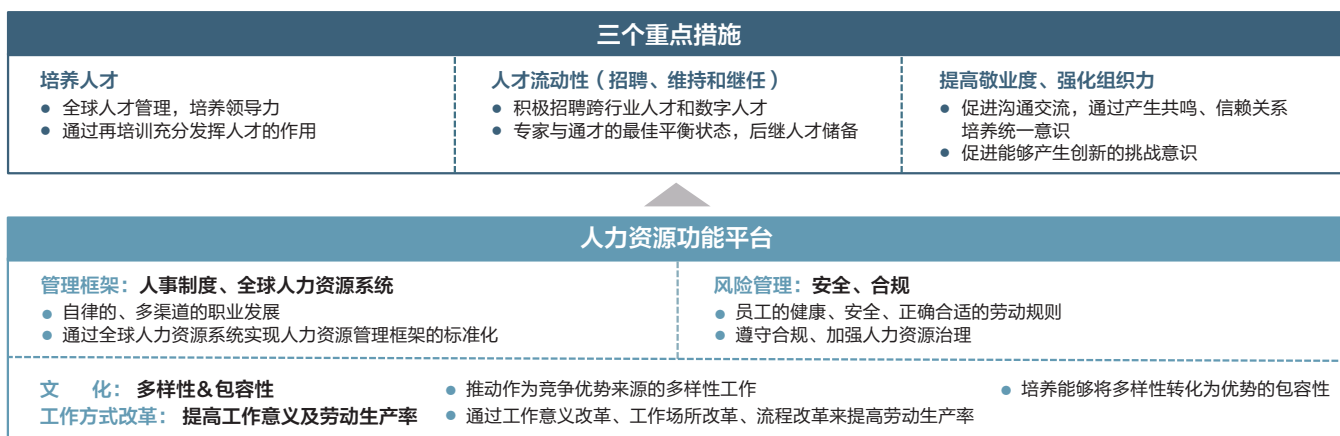 三个重点措施
培养人才
● 全球人才管理，培养领导力
● 通过再培训充分发挥人才的作用
人才流动性（招聘、维持和继任）
● 积极招聘跨行业人才和数字人才
● 专家与通才的最佳平衡状态，后继人才储备
提高敬业度、强化组织力
● 促进沟通交流，通过产生共鸣、信赖关系
培养统一意识
● 促进能够产生创新的挑战意识
人力资源功能平台
管理框架：人事制度、全球人力资源系统
● 自律的、多渠道的职业发展
● 通过全球人力资源系统实现人力资源管理框架的标准化
风险管理：安全、合规
● 员工的健康、安全、正确合适的劳动规则
● 遵守合规、加强人力资源治理
文 化：多样性&包容性 ● 推动作为竞争优势来源的多样性工作 ● 培养能够将多样性转化为优势的包容性
工作方式改革：提高工作意义及劳动生产率 ● 通过工作意义改革、工作场所改革、流程改革来提高劳动生产率